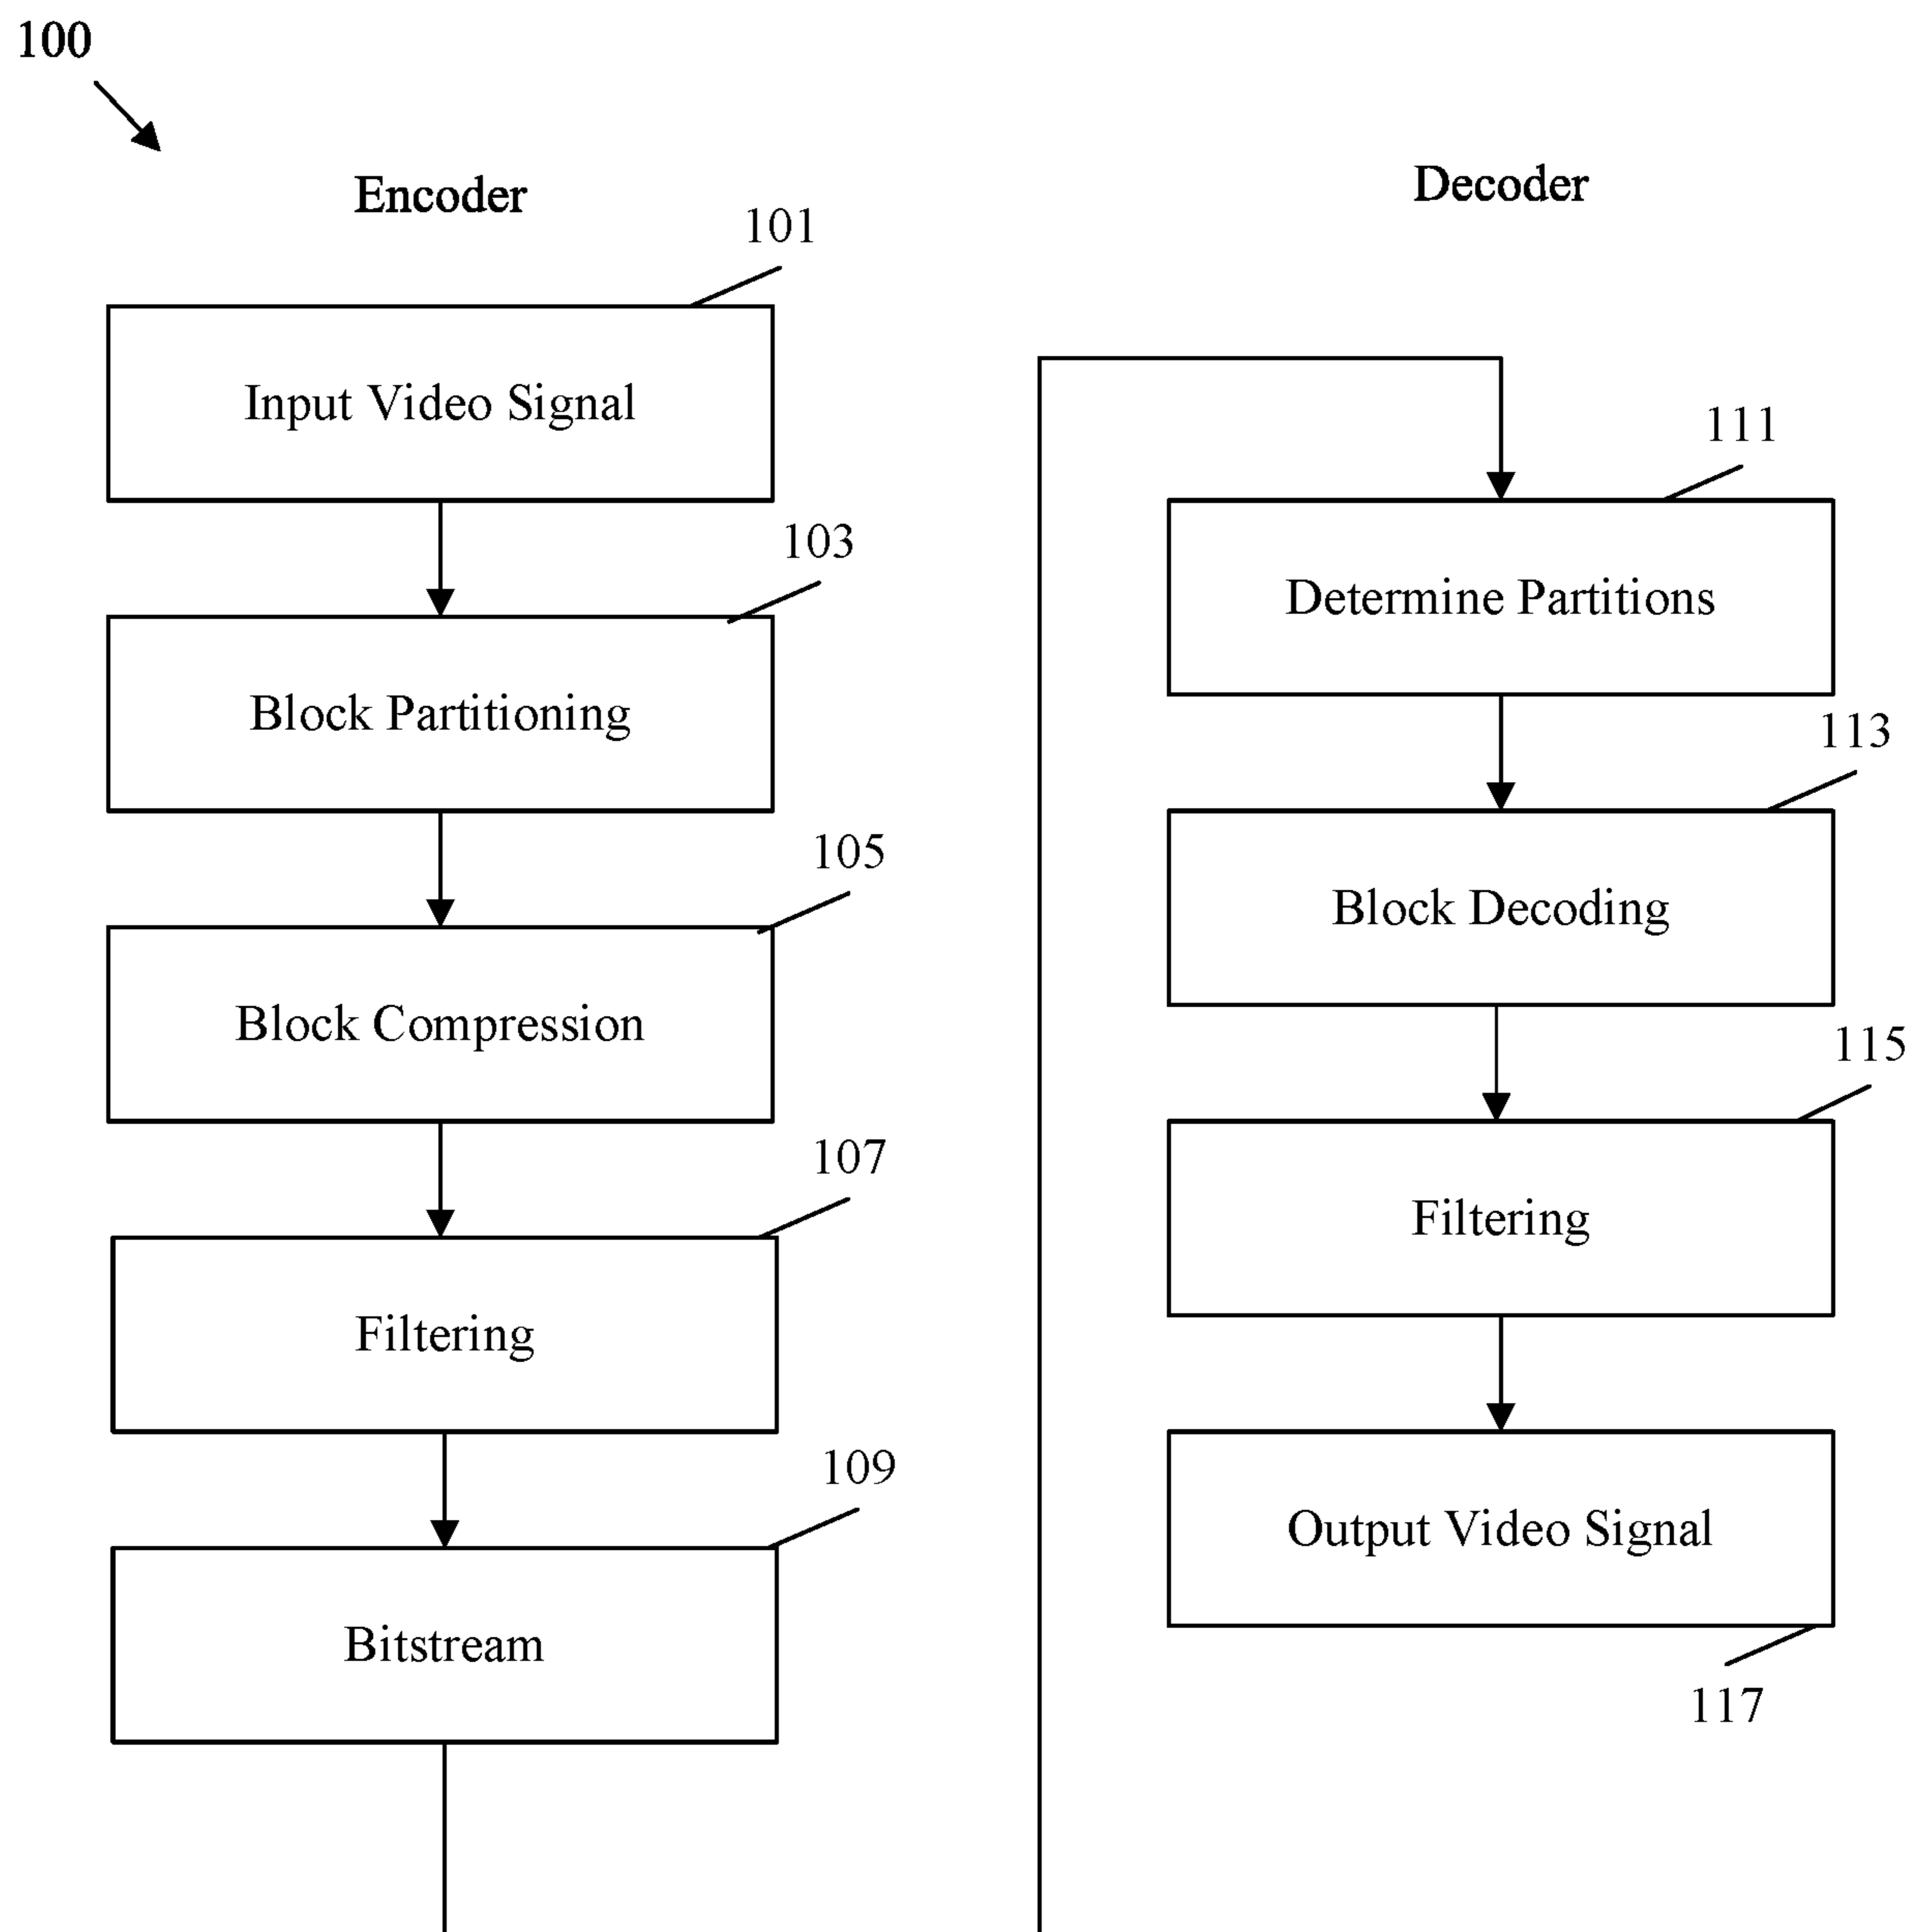 100
Encoder
101
Input Video Signal
103
Block Partitioning
105
Block Compression
107
Filtering
109
Bitstream
Decoder
111
Determine Partitions
113
Block Decoding
115
Filtering
Output Video Signal
117